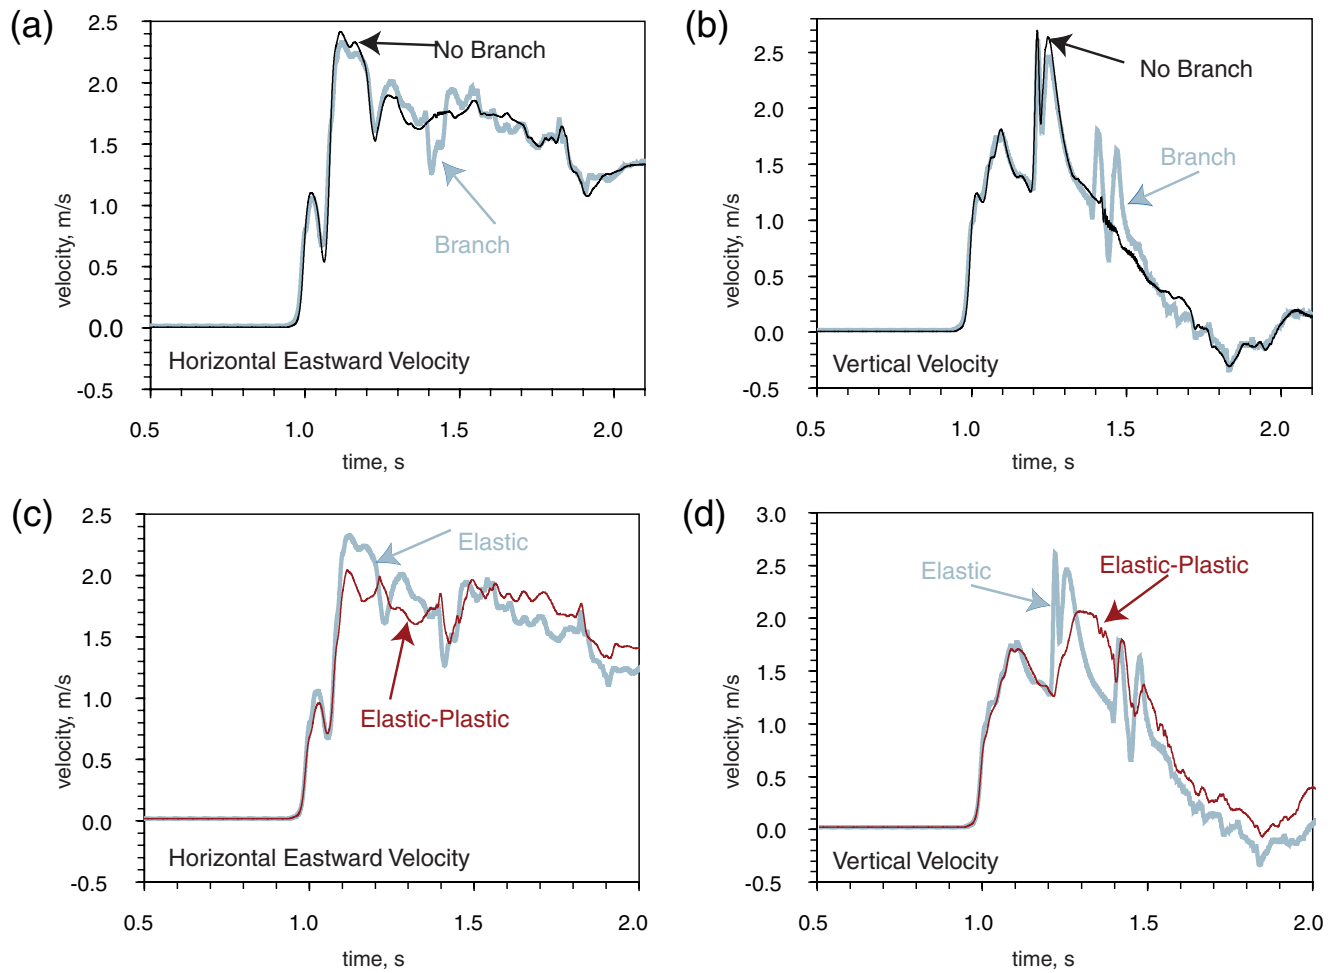 (a)
2.5
2.0
1.5
1.0
0.5
0.0
-0.5
velocity, m/s
No Branch
Branch
Horizontal Eastward Velocity
0.5
1.0
1.5
2.0
time, s
(b)
2.5
2.0
1.5
1.0
0.5
0.0
-0.5
velocity, m/s
No Branch
Branch
Vertical Velocity
0.5
1.0
1.5
2.0
time, s
(c)
2.5
2.0
1.5
1.0
0.5
0.0
-0.5
velocity, m/s
Elastic
Elastic-Plastic
Horizontal Eastward Velocity
0.5
1.0
1.5
2.0
time, s
(d)
3.0
2.5
2.0
1.5
1.0
0.5
0.0
-0.5
velocity, m/s
Elastic
Elastic-Plastic
Vertical Velocity
0.5
1.0
1.5
2.0
time, s